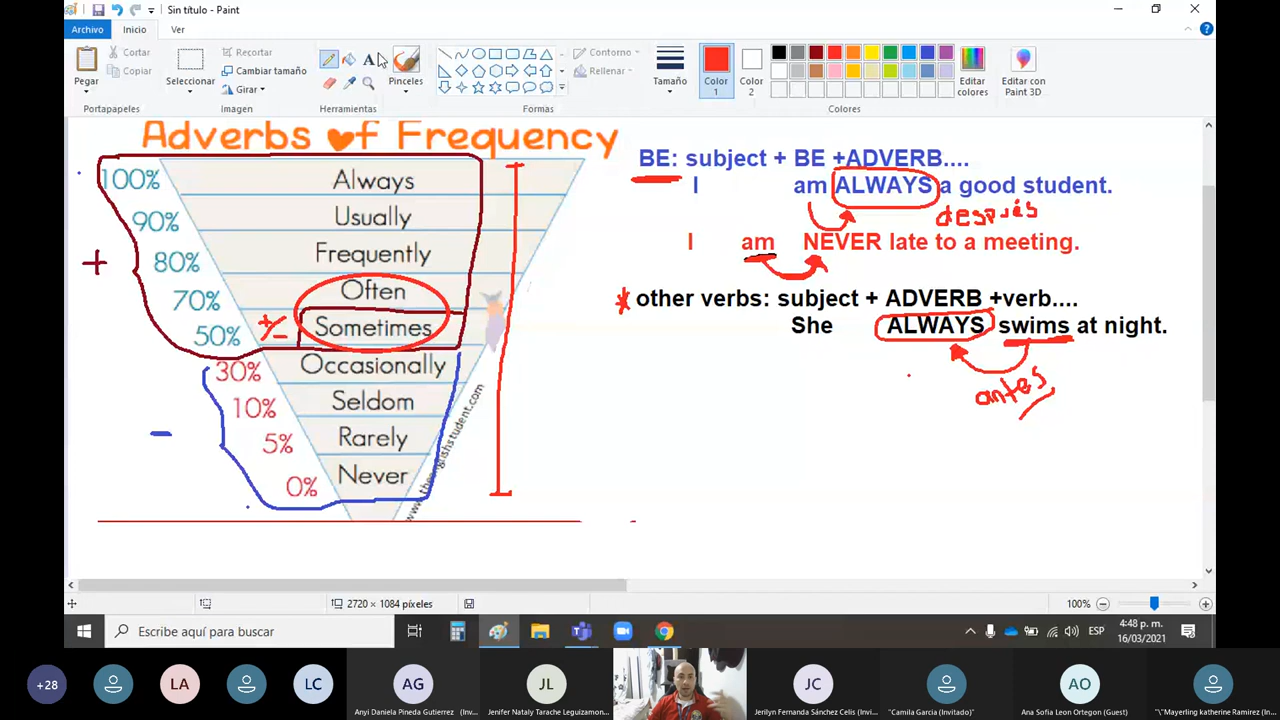 Sin título - Paint
Archivo
Inicio
Ver
Pegar
Cortar
Copiar
Portapapeles
Seleccionar
Recortar
Cambiar tamaño
Girar
Imagen
A
Herramientas
Pinceles
Contorno
Rellenar
Formas
Tamaño
Color 1
Color 2
Editar colores
Editar con Paint 3D
Colores
Adverbs of Frequency
100% Always
90% Usually
+ 80% Frequently
70% Often
50% +/- Sometimes
30% Occasionally
10% Seldom
- 5% Rarely
0% Never
www.theenglishstudent.com
BE: subject + BE +ADVERB....
I am ALWAYS a good student.
después
I am NEVER late to a meeting.
* other verbs: subject + ADVERB +verb....
She ALWAYS swims at night.
antes
2720 × 1084 píxeles
100%
Escribe aquí para buscar
ESP
4:48 p. m.
16/03/2021
+28
LA
LC
AG
Anyi Daniela Pineda Gutierrez (Inv...
JL
Jenifer Nataly Tarache Leguizamon...
JC
Jerilyn Fernanda Sánchez Celis (Invi...
"Camila Garcia (Invitado)"
AO
Ana Sofia Leon Ortegon (Guest)
"\"Mayerling katherine Ramirez (Ind...